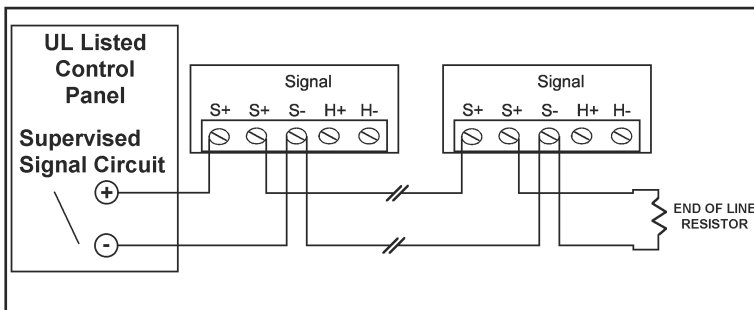 UL Listed
Control
Panel
Supervised
Signal Circuit
+
-
Signal
S+ S+ S- H+ H-
Signal
S+ S+ S- H+ H-
END OF LINE
RESISTOR